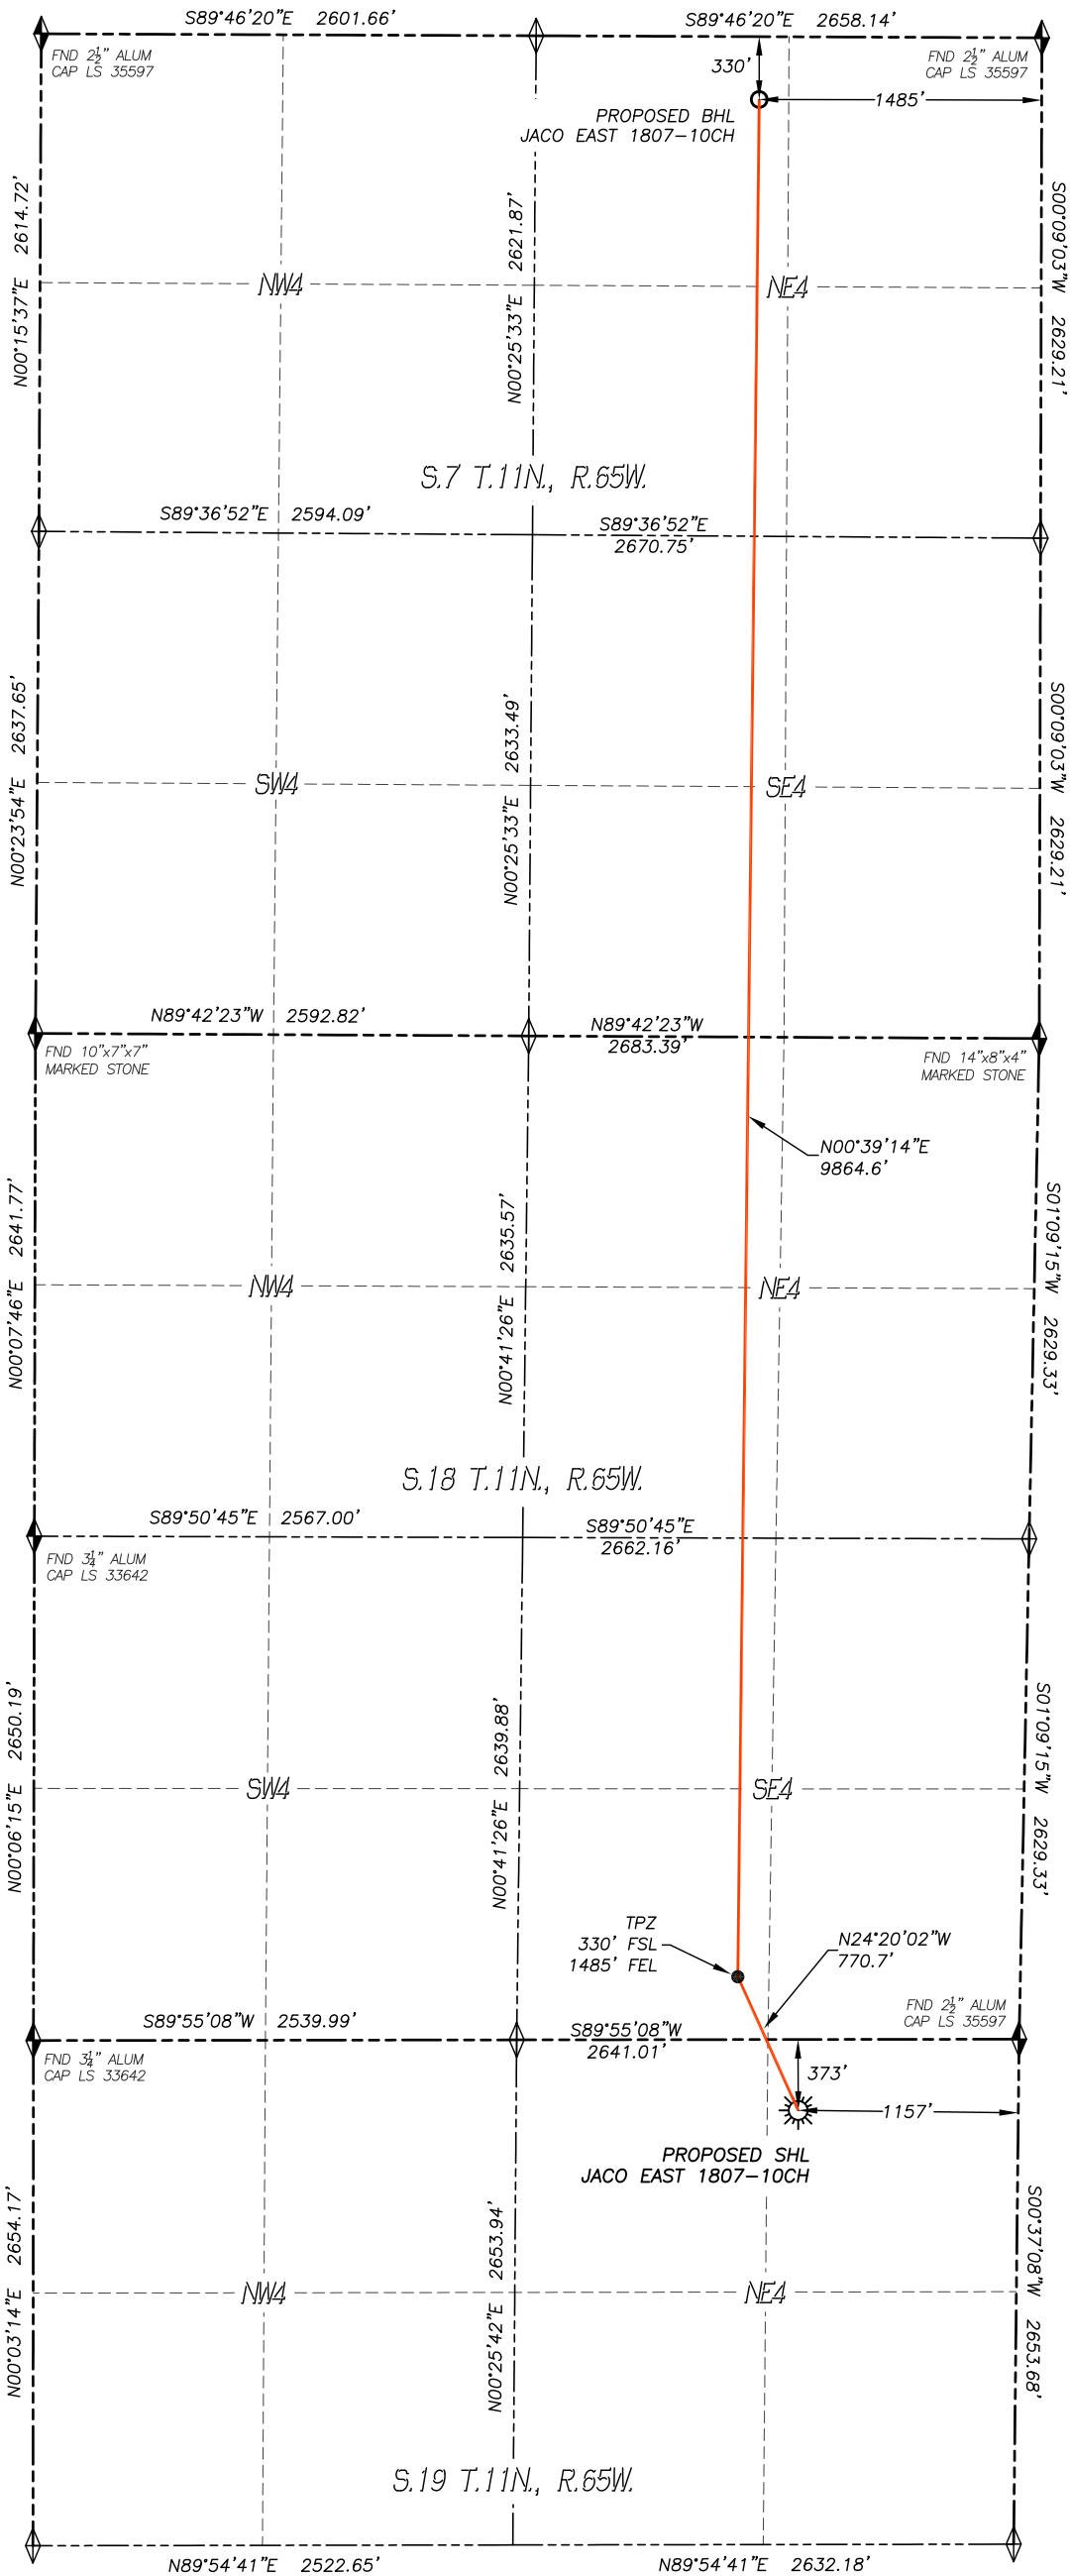 S89°46'20"E 2601.66'
S89°46'20"E 2658.14'
FND 2½" ALUM
CAP LS 35597
FND 2½" ALUM
CAP LS 35597
330'
1485'
PROPOSED BHL
JACO EAST 1807-10CH
N00°15'37"E 2614.72'
N00°25'33"E 2621.87'
S00°09'03"W 2629.21'
NW4
NE4
S.7 T.11N., R.65W.
S89°36'52"E 2594.09'
S89°36'52"E
2670.75'
N00°23'54"E 2637.65'
N00°25'33"E 2633.49'
S00°09'03"W 2629.21'
SW4
SE4
N89°42'23"W 2592.82'
N89°42'23"W
2683.39'
FND 10"x7"x7"
MARKED STONE
FND 14"x8"x4"
MARKED STONE
N00°39'14"E
9864.6'
N00°07'46"E 2641.77'
N00°41'26"E 2635.57'
S01°09'15"W 2629.33'
NW4
NE4
S.18 T.11N., R.65W.
S89°50'45"E 2567.00'
S89°50'45"E
2662.16'
FND 3¼" ALUM
CAP LS 33642
N00°06'15"E 2650.19'
N00°41'26"E 2639.88'
S01°09'15"W 2629.33'
SW4
SE4
TPZ
330' FSL
1485' FEL
N24°20'02"W
770.7'
FND 2½" ALUM
CAP LS 35597
S89°55'08"W 2539.99'
S89°55'08"W
2641.01'
FND 3¼" ALUM
CAP LS 33642
373'
1157'
PROPOSED SHL
JACO EAST 1807-10CH
N00°03'14"E 2654.17'
N00°25'42"E 2653.94'
S00°37'08"W 2653.68'
NW4
NE4
S.19 T.11N., R.65W.
N89°54'41"E 2522.65'
N89°54'41"E 2632.18'